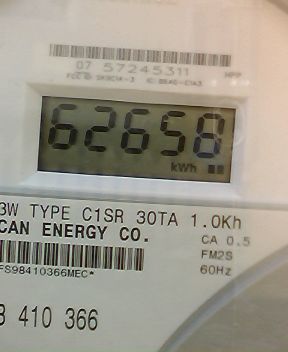 07 57245311
62658
kWh
3W TYPE C1SR 30TA 1.0Kh
CAN ENERGY CO.
CA 0.5
FM2S
60Hz
FS98410366MEC*
8 410 366